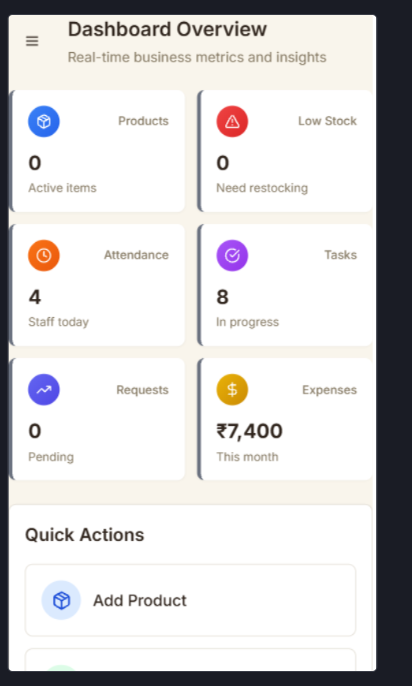 Dashboard Overview
Real-time business metrics and insights
Products
0
Active items
Low Stock
0
Need restocking
Attendance
4
Staff today
Tasks
8
In progress
Requests
0
Pending
Expenses
₹7,400
This month
Quick Actions
Add Product